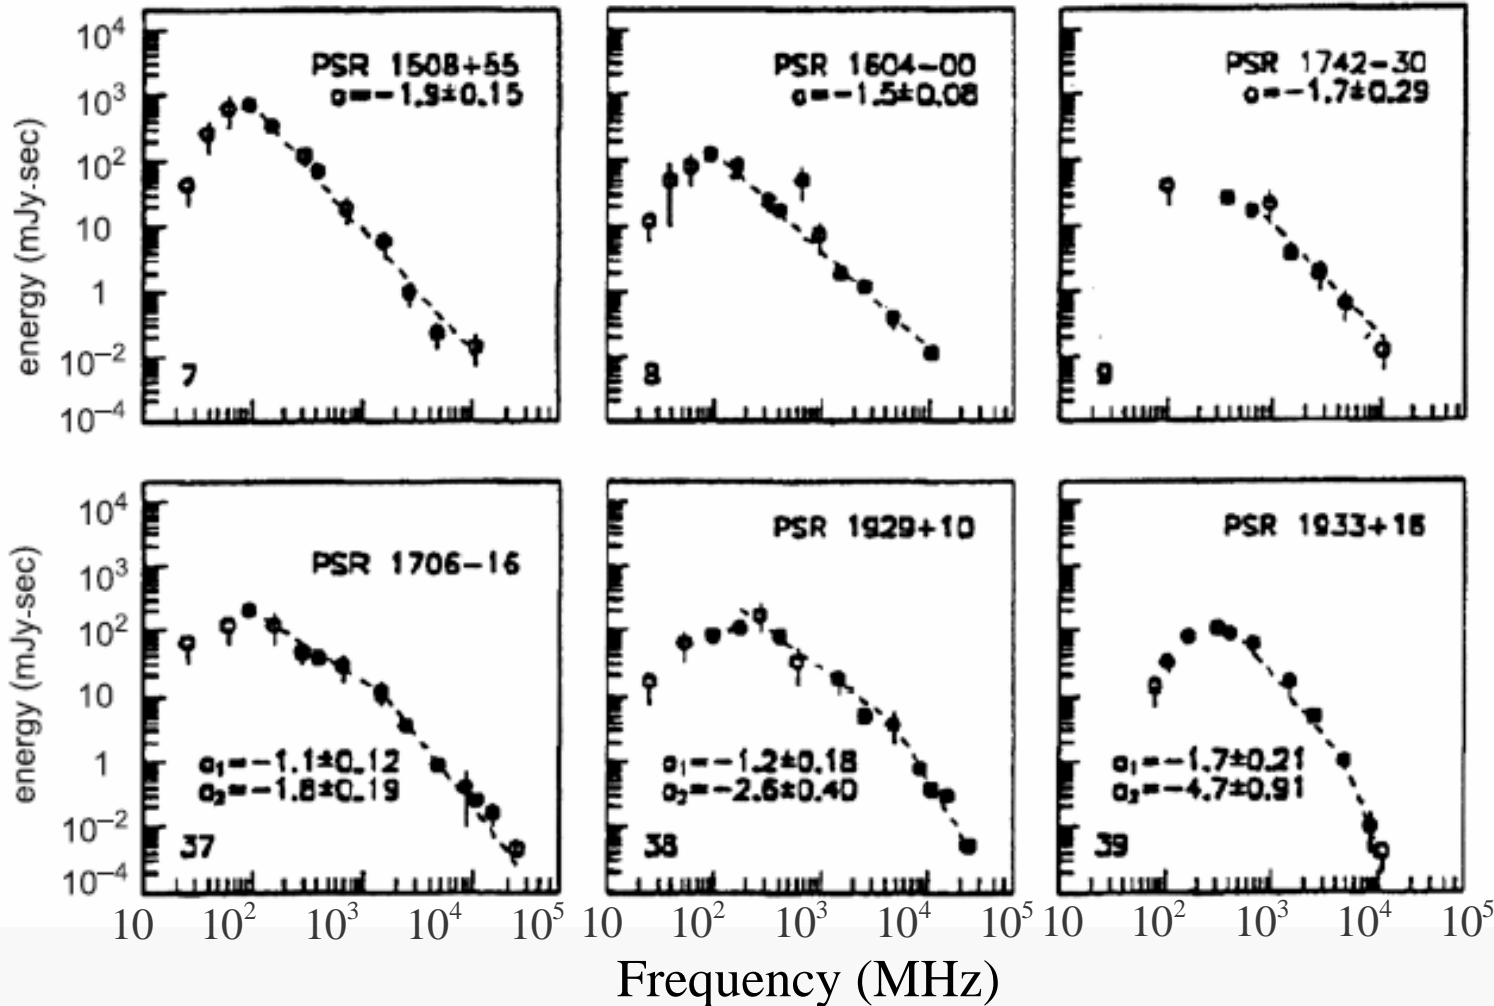 energy (mJy-sec)
10⁴
10³
10²
10
1
10⁻²
10⁻⁴
PSR 1508+55
α=−1.9±0.15
7
PSR 1604−00
α=−1.5±0.08
8
PSR 1742−30
α=−1.7±0.29
9
energy (mJy-sec)
10⁴
10³
10²
10
1
10⁻²
10⁻⁴
PSR 1706−16
α₁=−1.1±0.12
α₂=−1.8±0.19
37
PSR 1929+10
α₁=−1.2±0.18
α₂=−2.6±0.40
38
PSR 1933+16
α₁=−1.7±0.21
α₂=−4.7±0.91
39
10 10² 10³ 10⁴ 10⁵ 10 10² 10³ 10⁴ 10⁵ 10 10² 10³ 10⁴ 10⁵
Frequency (MHz)